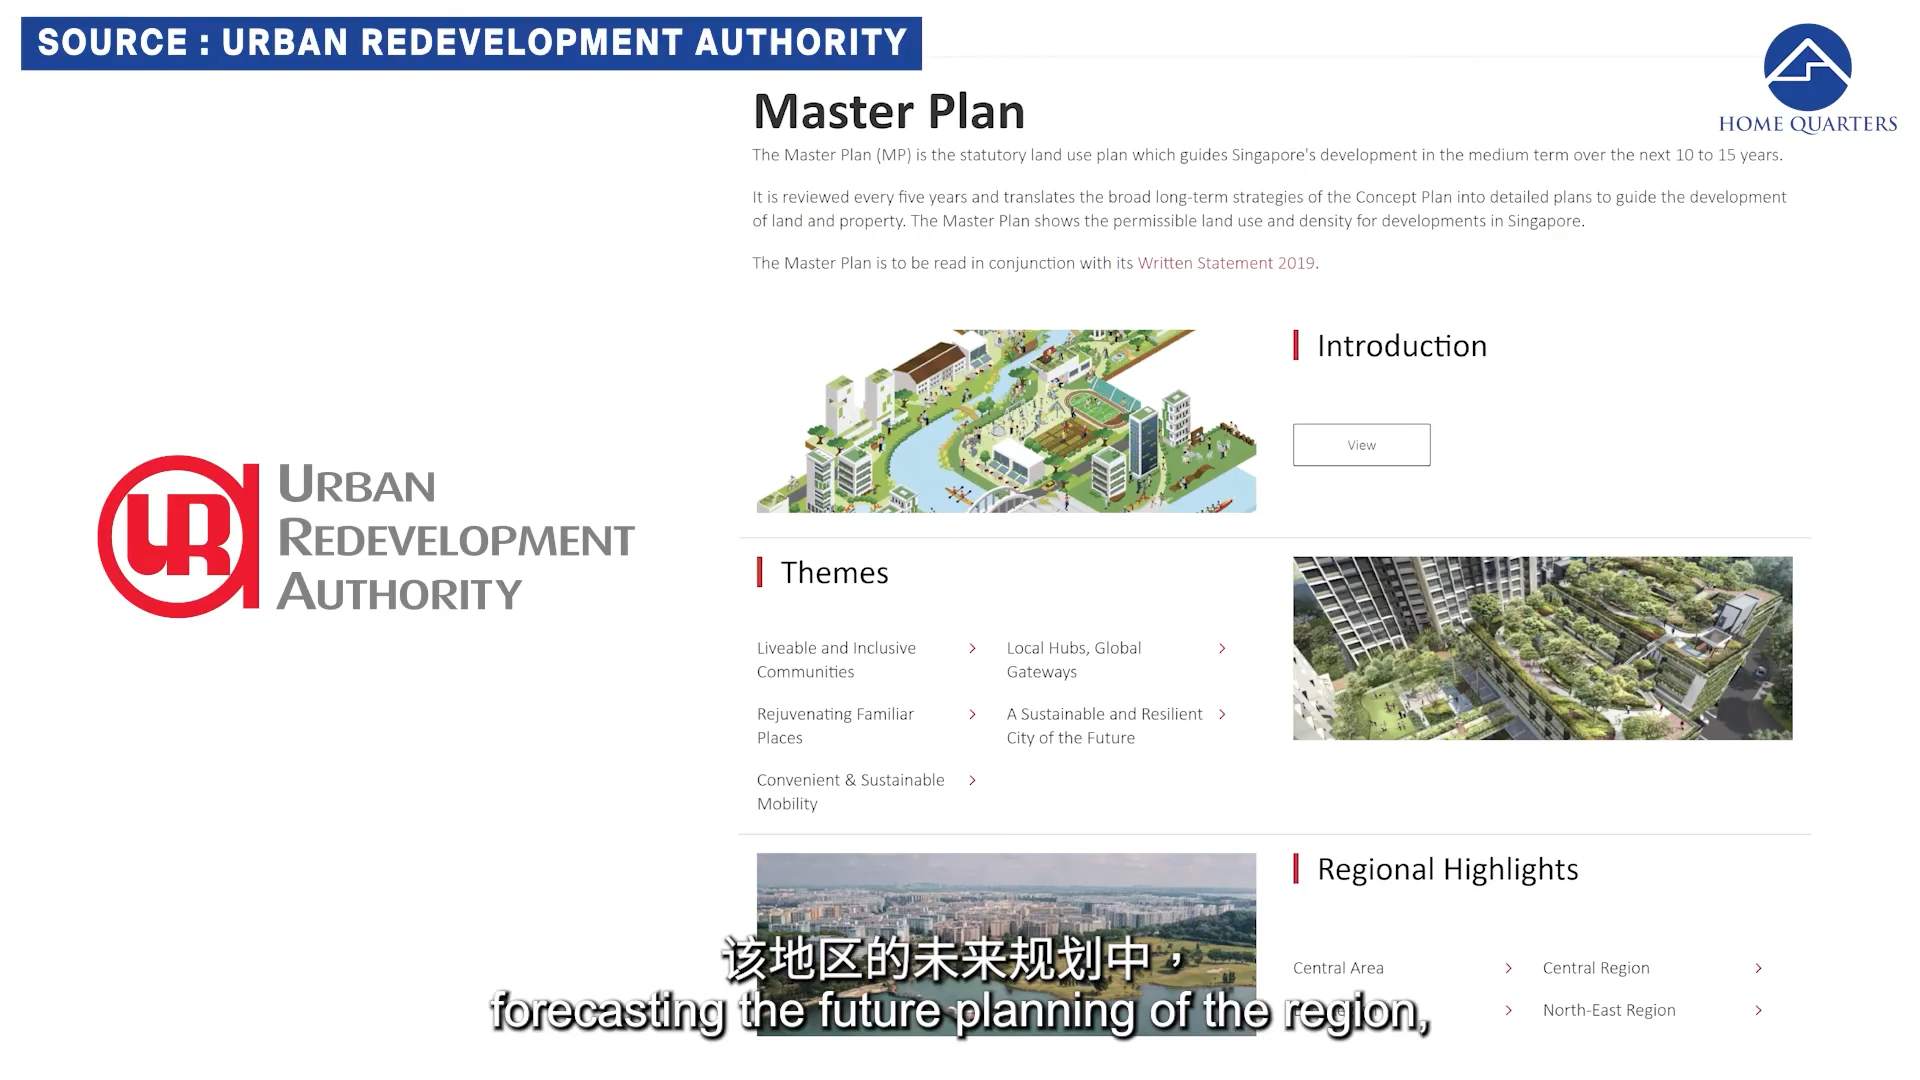 SOURCE : URBAN REDEVELOPMENT AUTHORITY
HOME QUARTERS
Master Plan
The Master Plan (MP) is the statutory land use plan which guides Singapore's development in the medium term over the next 10 to 15 years.
It is reviewed every five years and translates the broad long-term strategies of the Concept Plan into detailed plans to guide the development
of land and property. The Master Plan shows the permissible land use and density for developments in Singapore.
The Master Plan is to be read in conjunction with its Written Statement 2019.
Introduction
View
URBAN
REDEVELOPMENT
AUTHORITY
Themes
Liveable and Inclusive
Communities
Local Hubs, Global
Gateways
Rejuvenating Familiar
Places
A Sustainable and Resilient
City of the Future
Convenient & Sustainable
Mobility
Regional Highlights
Central Area
Central Region
North-East Region
该地区的未来规划中，
forecasting the future planning of the region,